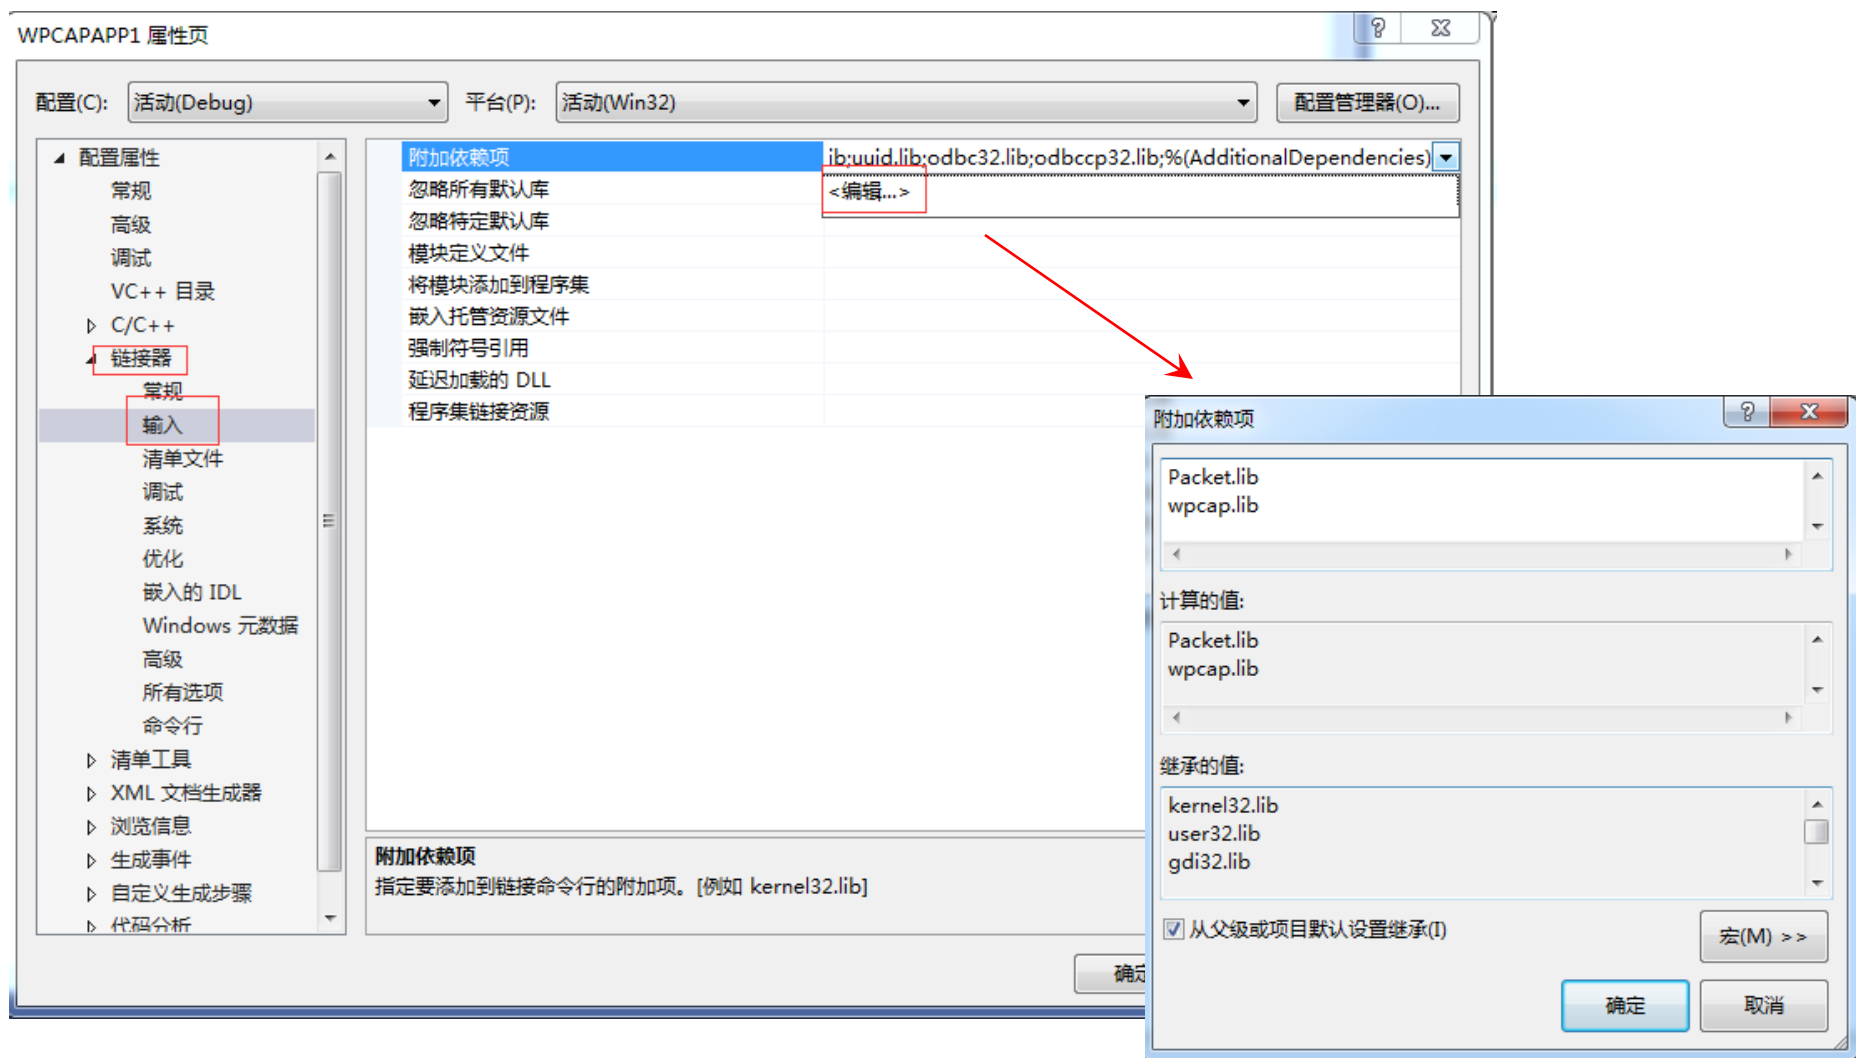 WPCAPAPP1 属性页
配置(C):
活动(Debug)
平台(P):
活动(Win32)
配置管理器(O)...
配置属性
常规
高级
调试
VC++ 目录
C/C++
链接器
常规
输入
清单文件
调试
系统
优化
嵌入的 IDL
Windows 元数据
高级
所有选项
命令行
清单工具
XML 文档生成器
浏览信息
生成事件
自定义生成步骤
代码分析
附加依赖项
ib;uuid.lib;odbc32.lib;odbccp32.lib;%(AdditionalDependencies)
忽略所有默认库
<编辑...>
忽略特定默认库
模块定义文件
将模块添加到程序集
嵌入托管资源文件
强制符号引用
延迟加载的 DLL
程序集链接资源
附加依赖项
指定要添加到链接命令行的附加项。[例如 kernel32.lib]
确定
附加依赖项
Packet.lib
wpcap.lib
计算的值:
Packet.lib
wpcap.lib
继承的值:
kernel32.lib
user32.lib
gdi32.lib
从父级或项目默认设置继承(I)
宏(M) >>
确定
取消